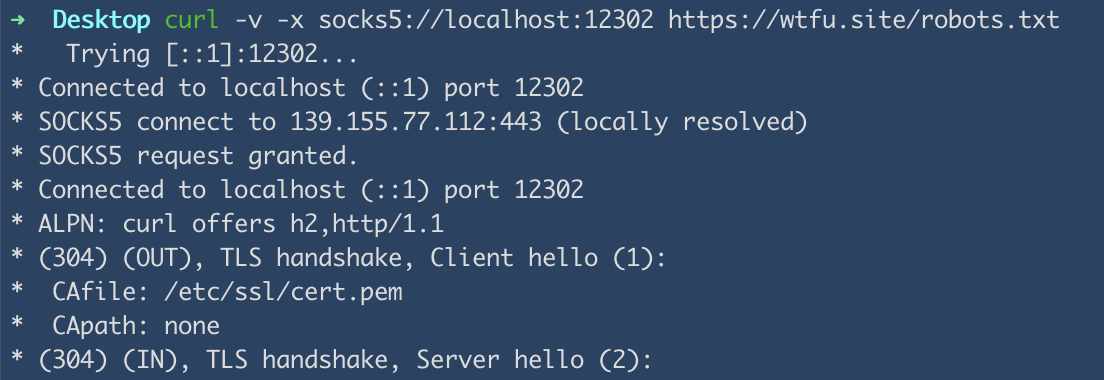 ➜  Desktop curl -v -x socks5://localhost:12302 https://wtfu.site/robots.txt
*   Trying [::1]:12302...
* Connected to localhost (::1) port 12302
* SOCKS5 connect to 139.155.77.112:443 (locally resolved)
* SOCKS5 request granted.
* Connected to localhost (::1) port 12302
* ALPN: curl offers h2,http/1.1
* (304) (OUT), TLS handshake, Client hello (1):
*  CAfile: /etc/ssl/cert.pem
*  CApath: none
* (304) (IN), TLS handshake, Server hello (2):